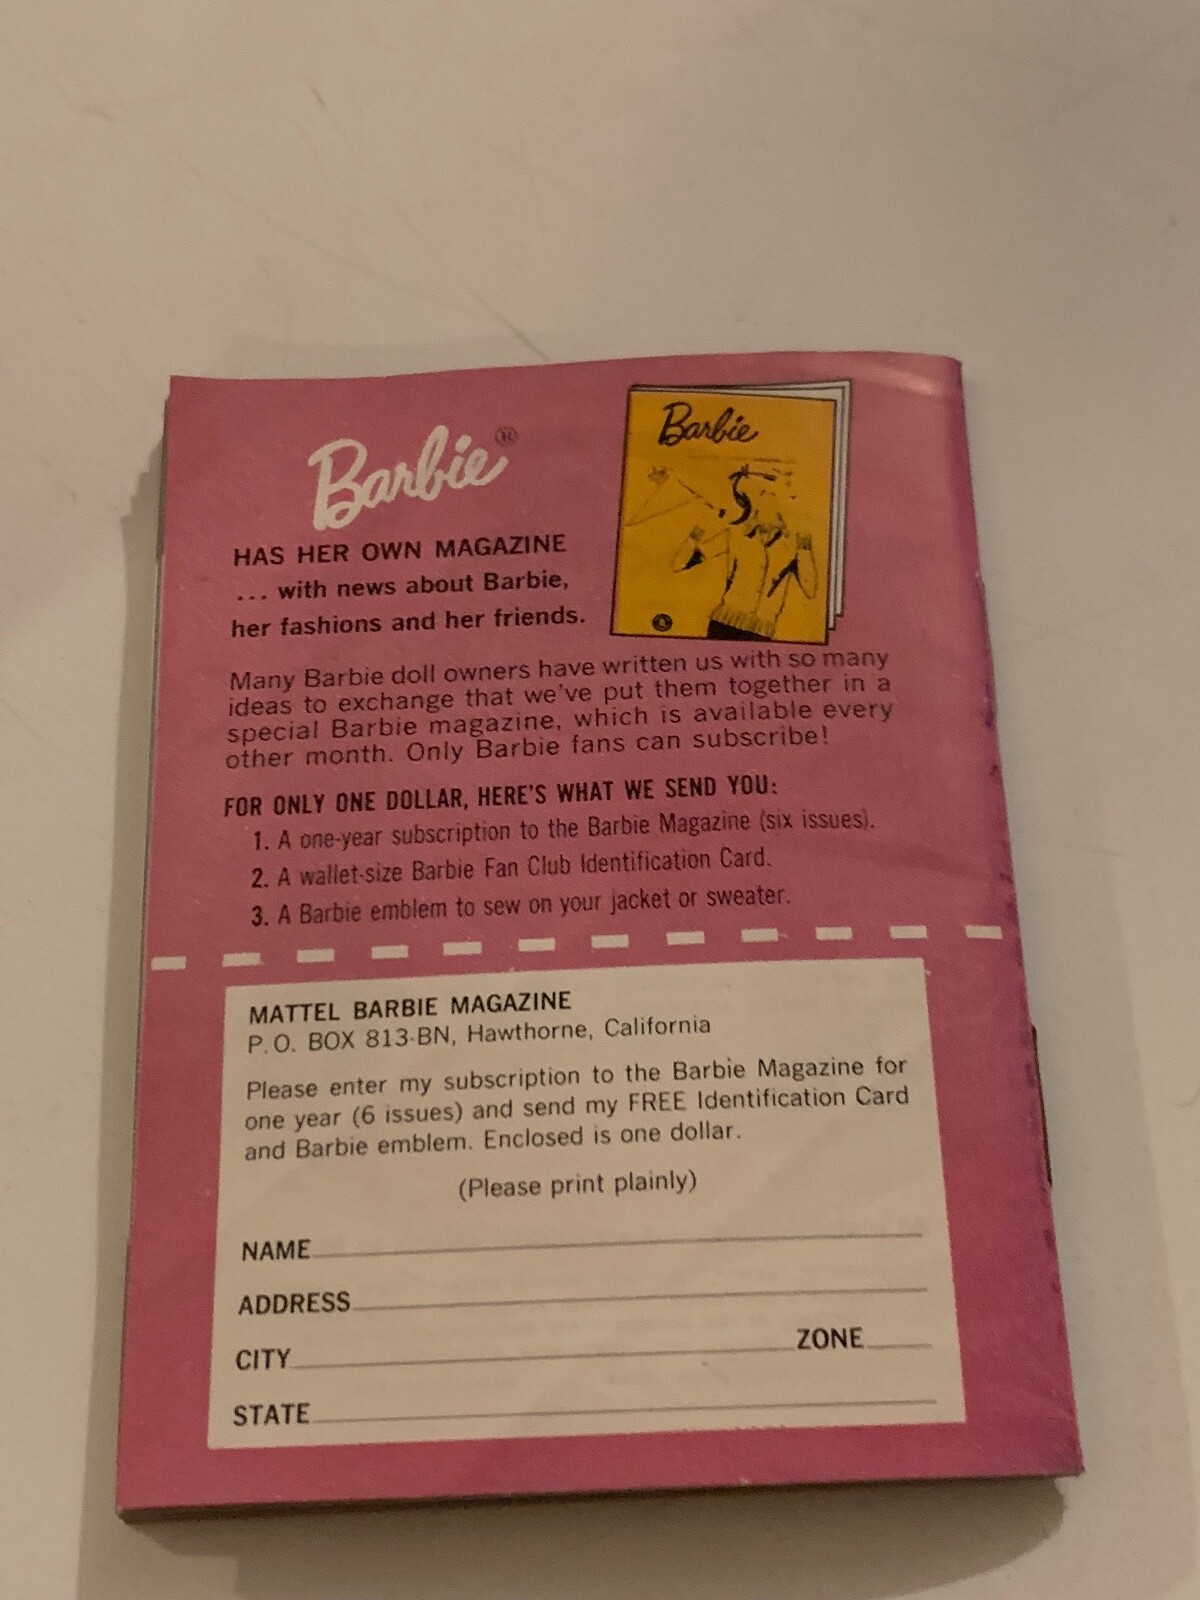 Barbie®
Barbie
HAS HER OWN MAGAZINE
... with news about Barbie,
her fashions and her friends.
Many Barbie doll owners have written us with so many
ideas to exchange that we've put them together in a
special Barbie magazine, which is available every
other month. Only Barbie fans can subscribe!
FOR ONLY ONE DOLLAR, HERE'S WHAT WE SEND YOU:
1. A one-year subscription to the Barbie Magazine (six issues).
2. A wallet-size Barbie Fan Club Identification Card.
3. A Barbie emblem to sew on your jacket or sweater.
MATTEL BARBIE MAGAZINE
P.O. BOX 813-BN, Hawthorne, California
Please enter my subscription to the Barbie Magazine for
one year (6 issues) and send my FREE Identification Card
and Barbie emblem. Enclosed is one dollar.
(Please print plainly)
NAME
ADDRESS
CITY ZONE
STATE